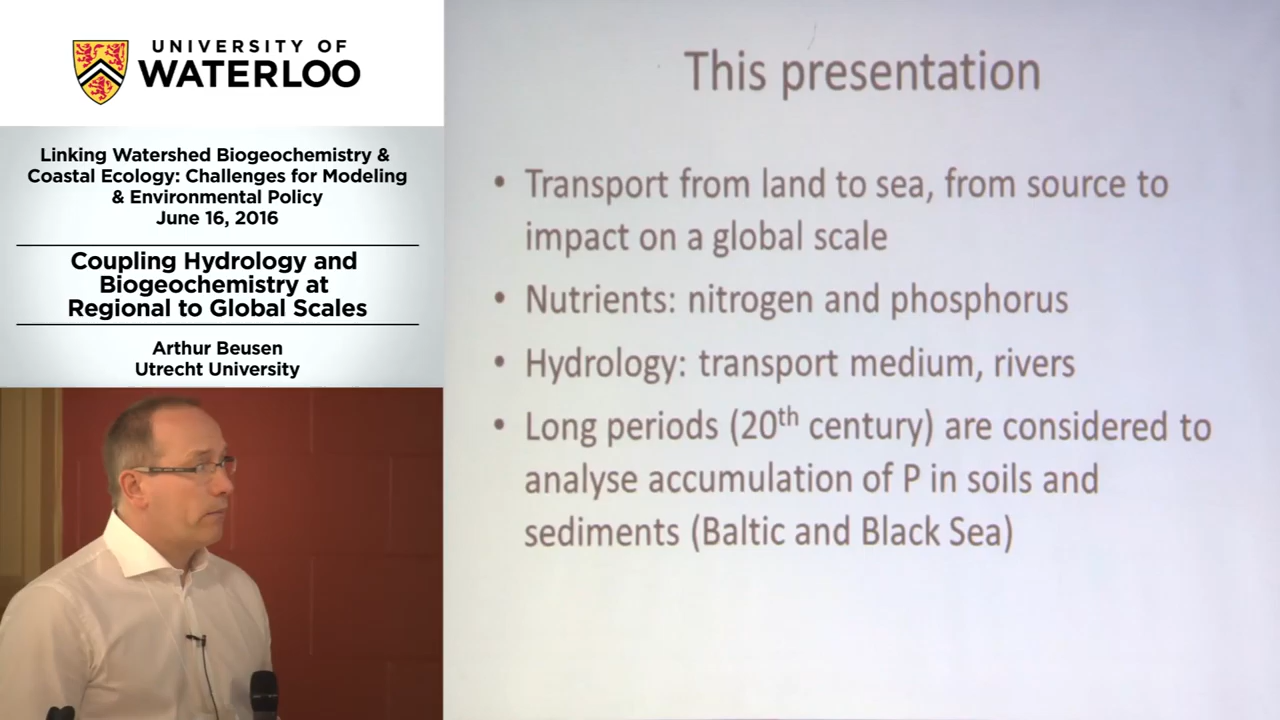 UNIVERSITY OF
WATERLOO
Linking Watershed Biogeochemistry &
Coastal Ecology: Challenges for Modeling
& Environmental Policy
June 16, 2016
Coupling Hydrology and
Biogeochemistry at
Regional to Global Scales
Arthur Beusen
Utrecht University
This presentation
• Transport from land to sea, from source to
impact on a global scale
• Nutrients: nitrogen and phosphorus
• Hydrology: transport medium, rivers
• Long periods (20th century) are considered to
analyse accumulation of P in soils and
sediments (Baltic and Black Sea)